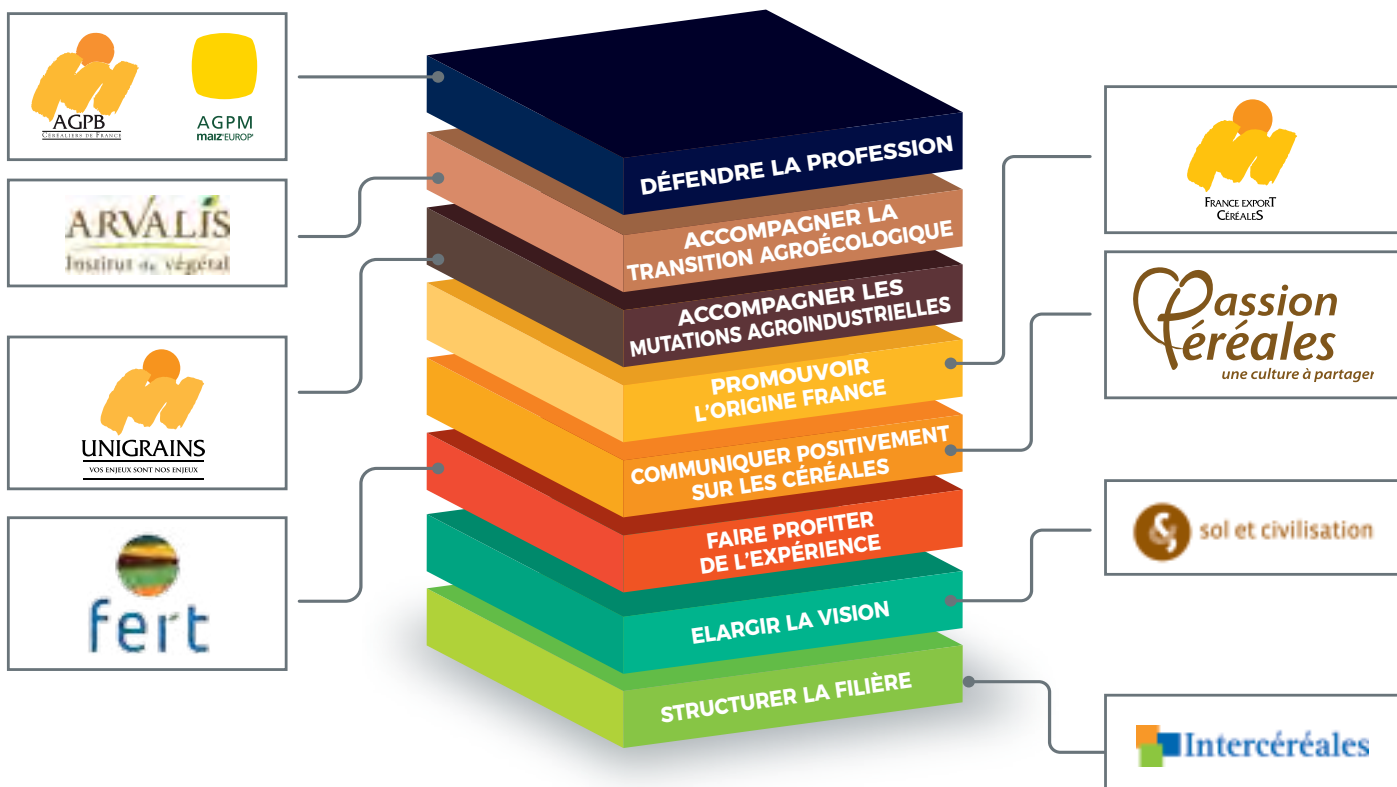 AGPB
CÉRÉALIERS DE FRANCE
AGPM
maiz'EUROP'
ARVALIS
Institut du végétal
UNIGRAINS
VOS ENJEUX SONT NOS ENJEUX
fert
DÉFENDRE LA PROFESSION
ACCOMPAGNER LA
TRANSITION AGROÉCOLOGIQUE
ACCOMPAGNER LES
MUTATIONS AGROINDUSTRIELLES
PROMOUVOIR
L'ORIGINE FRANCE
COMMUNIQUER POSITIVEMENT
SUR LES CÉRÉALES
FAIRE PROFITER
DE L'EXPÉRIENCE
ELARGIR LA VISION
STRUCTURER LA FILIÈRE
FRANCE EXPORT
CÉRÉALES
Passion
Céréales
une culture à partager
sol et civilisation
Intercéréales